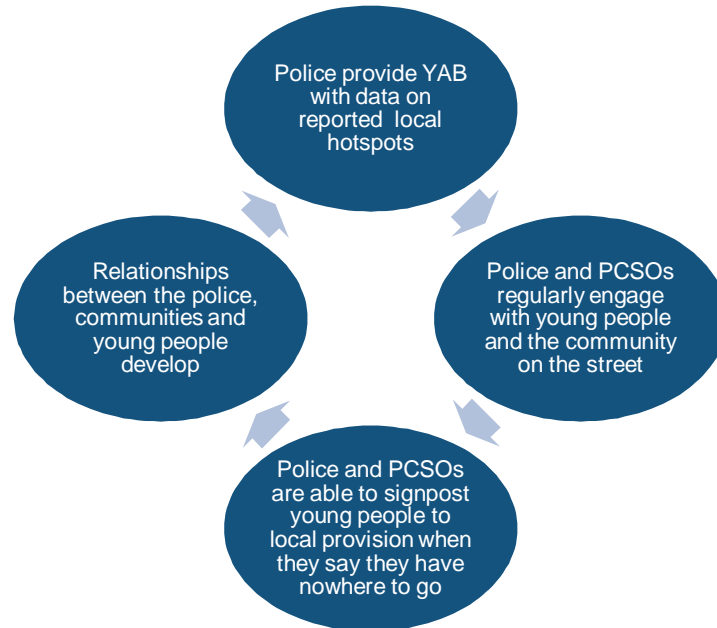 Police provide YAB
with data on
reported local
hotspots
Relationships
between the police,
communities and
young people
develop
Police and PCSOs
regularly engage
with young people
and the community
on the street
Police and PCSOs
are able to signpost
young people to
local provision when
they say they have
nowhere to go